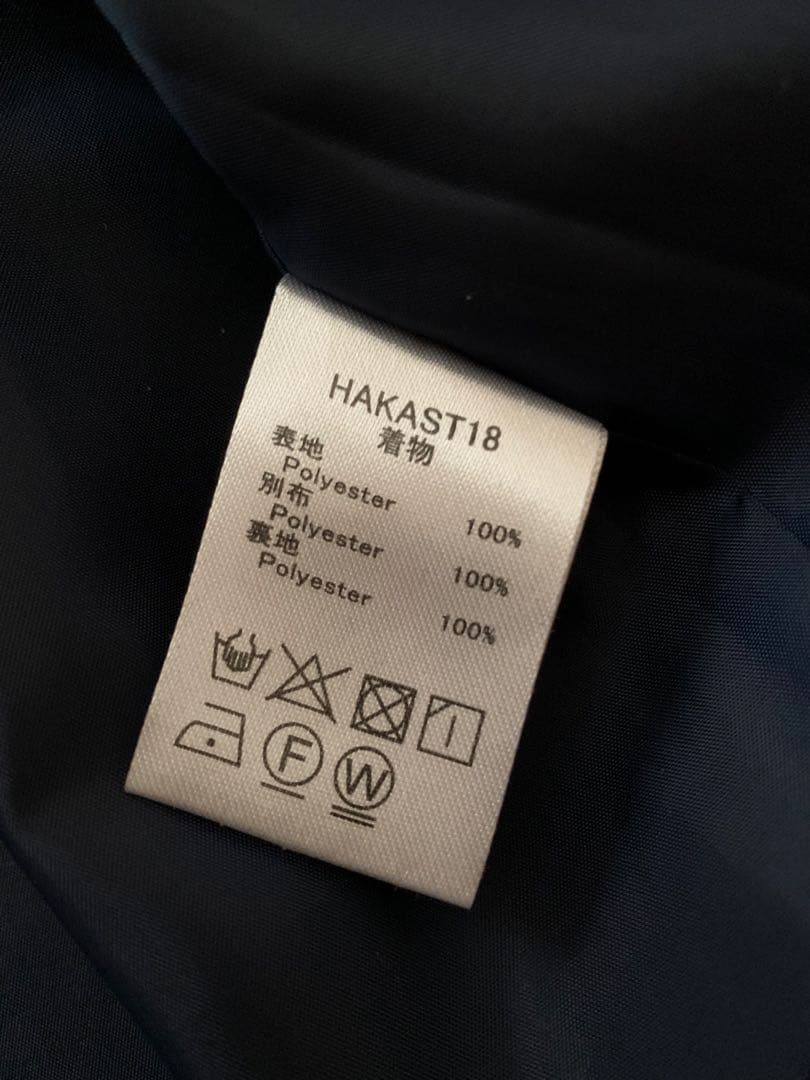 HAKAST18
着物
表地
Polyester 100%
別布
Polyester 100%
裏地
Polyester 100%
F W